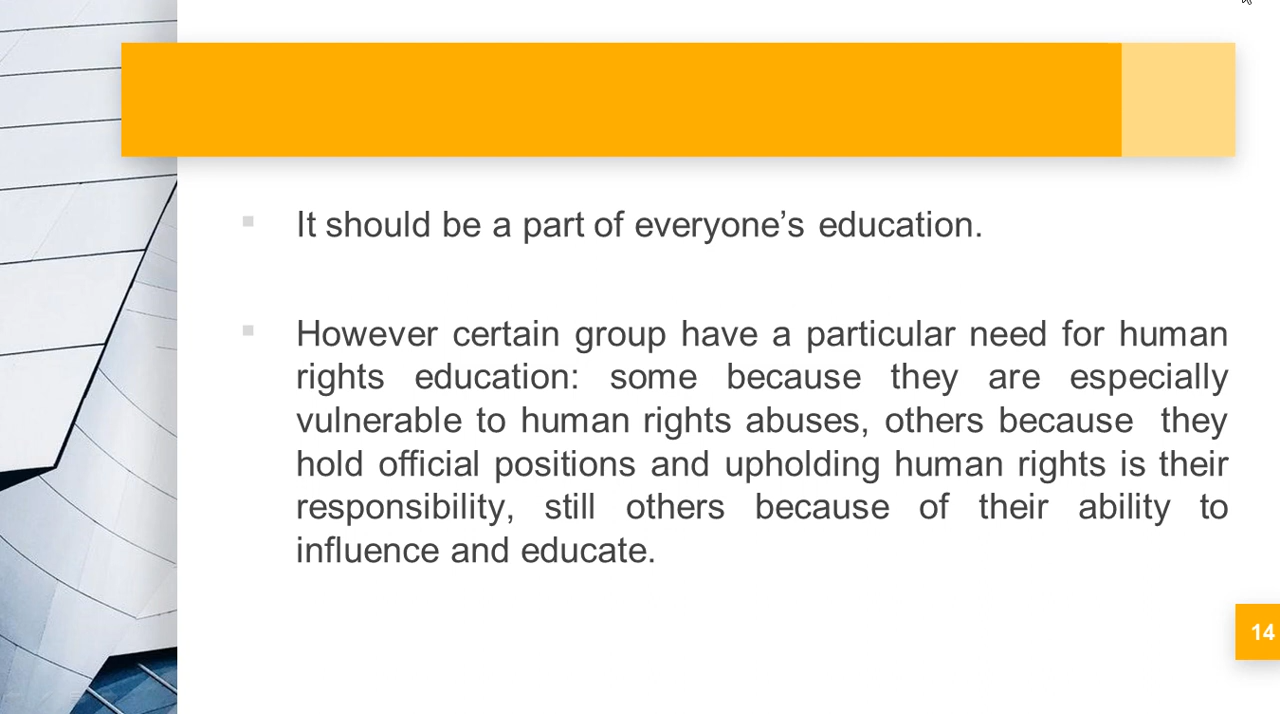 It should be a part of everyone’s education.
However certain group have a particular need for human
rights education: some because they are especially
vulnerable to human rights abuses, others because they
hold official positions and upholding human rights is their
responsibility, still others because of their ability to
influence and educate.
14